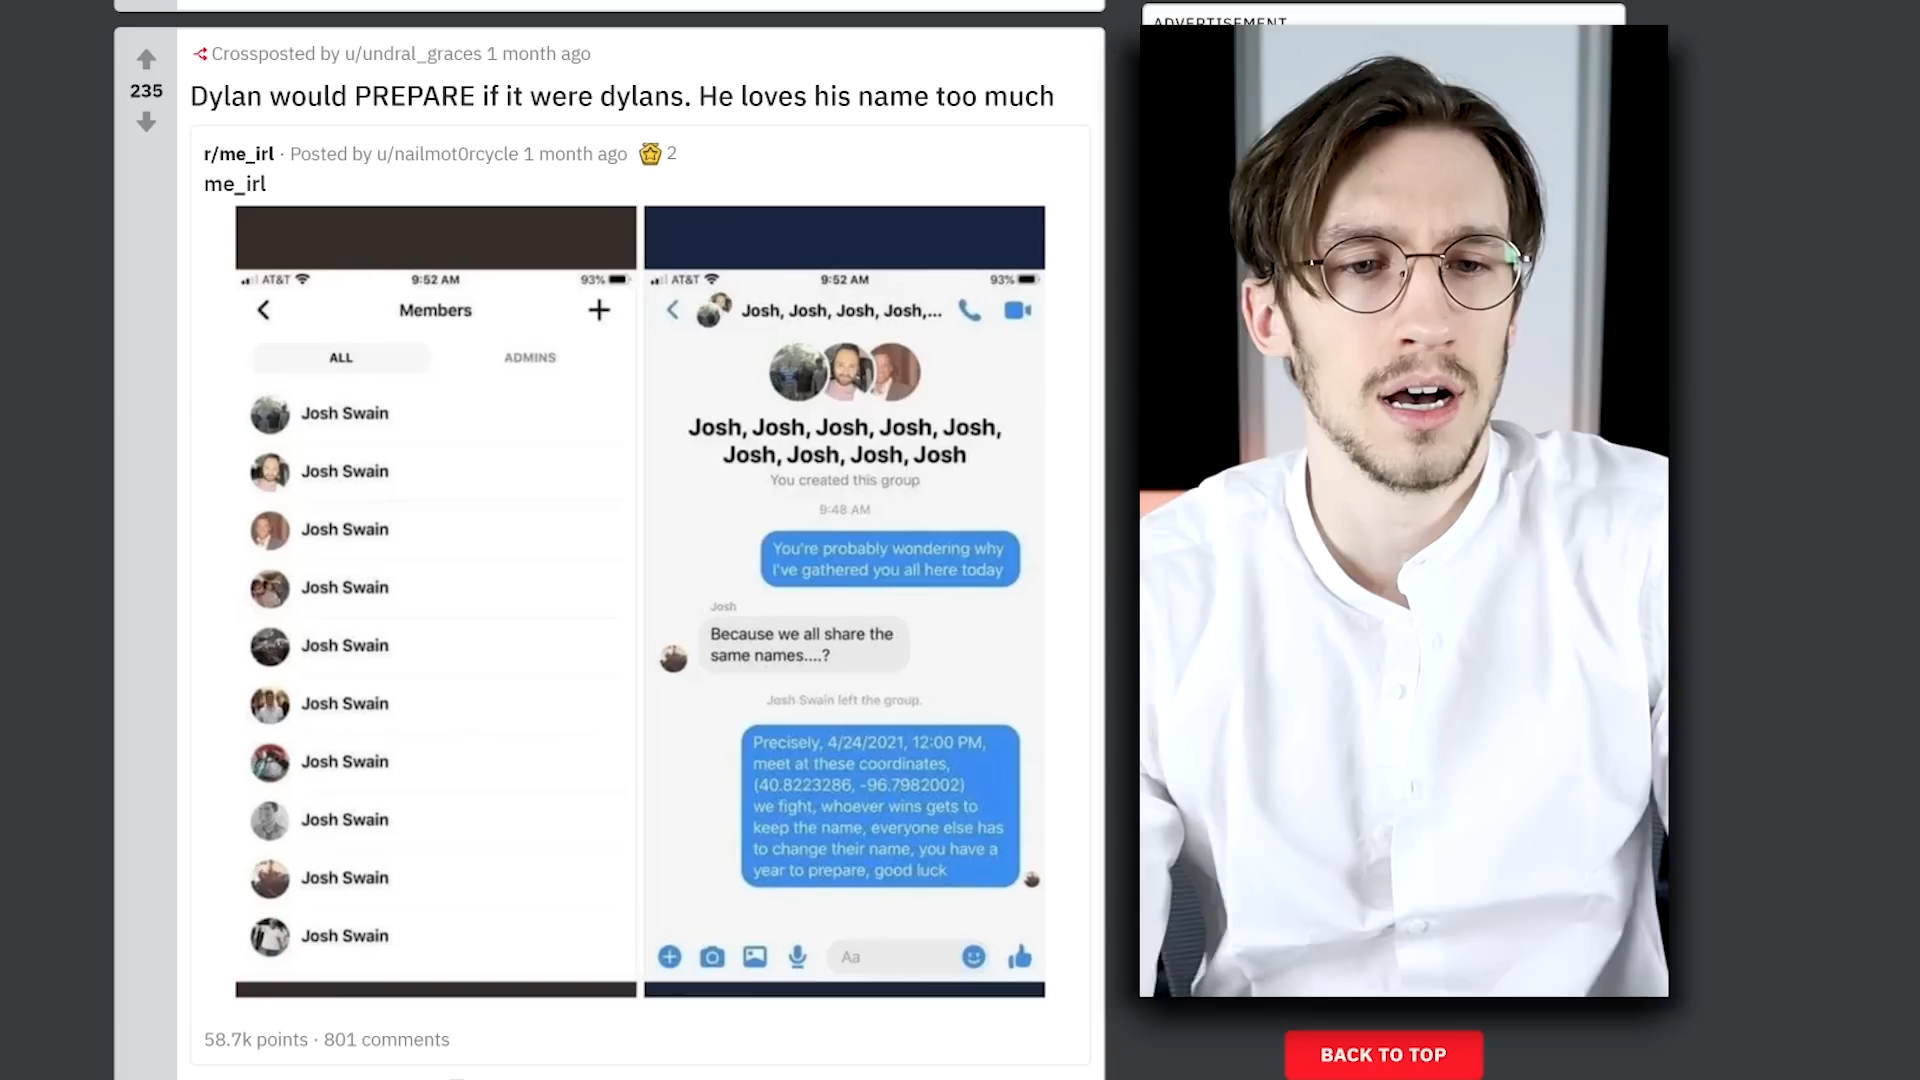 ADVERTISEMENT
Crossposted by u/undral_graces 1 month ago
235
Dylan would PREPARE if it were dylans. He loves his name too much
r/me_irl · Posted by u/nailmot0rcycle 1 month ago 2
me_irl
AT&T 9:52 AM 93%
Members
ALL ADMINS
Josh Swain
Josh Swain
Josh Swain
Josh Swain
Josh Swain
Josh Swain
Josh Swain
Josh Swain
Josh Swain
Josh Swain
AT&T 9:52 AM 93%
Josh, Josh, Josh, Josh,...
Josh, Josh, Josh, Josh, Josh,
Josh, Josh, Josh, Josh
You created this group
9:48 AM
You're probably wondering why
I've gathered you all here today
Josh
Because we all share the
same names....?
Josh Swain left the group.
Precisely, 4/24/2021, 12:00 PM,
meet at these coordinates,
(40.8223286, -96.7982002)
we fight, whoever wins gets to
keep the name, everyone else has
to change their name, you have a
year to prepare, good luck
Aa
58.7k points · 801 comments
BACK TO TOP